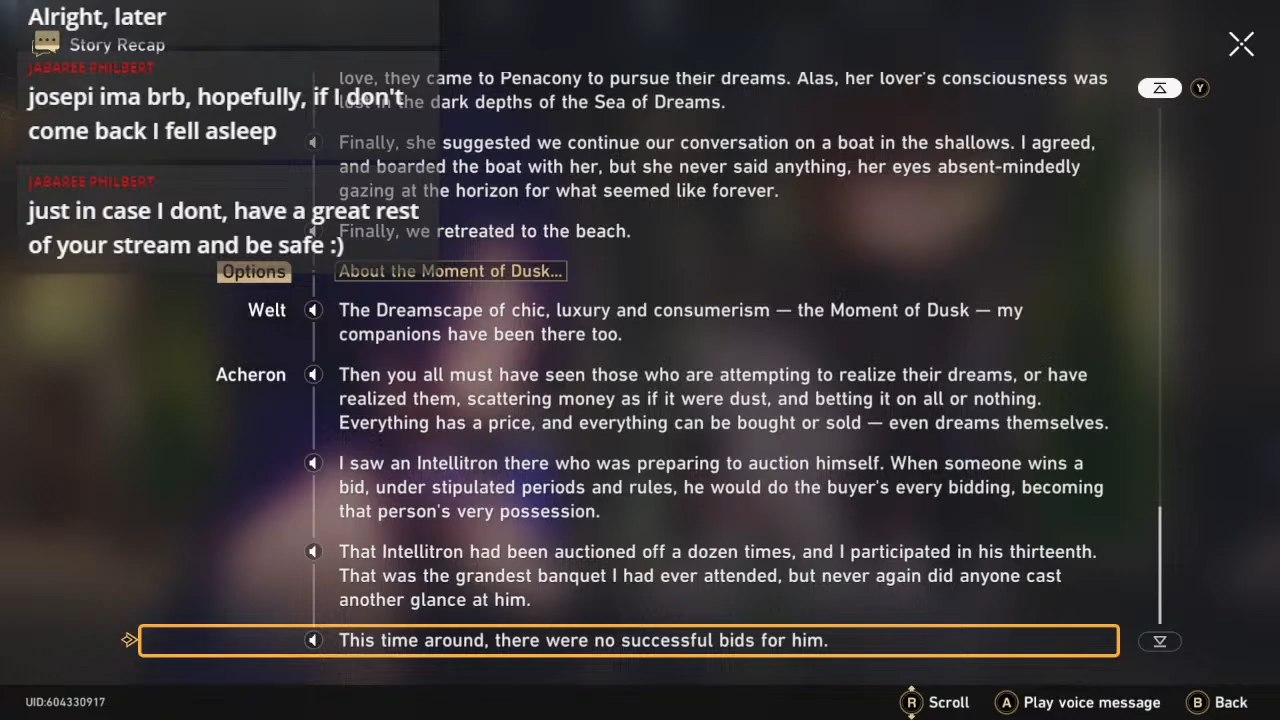 Alright, later
Story Recap
JABAREE PHILBERT
josepi ima brb, hopefully, if I don't
come back I fell asleep
JABAREE PHILBERT
just in case I dont, have a great rest
of your stream and be safe :)
love, they came to Penacony to pursue their dreams. Alas, her lover's consciousness was
lost in the dark depths of the Sea of Dreams.
Finally, she suggested we continue our conversation on a boat in the shallows. I agreed,
and boarded the boat with her, but she never said anything, her eyes absent-mindedly
gazing at the horizon for what seemed like forever.
Finally, we retreated to the beach.
Options
About the Moment of Dusk...
Welt
The Dreamscape of chic, luxury and consumerism — the Moment of Dusk — my
companions have been there too.
Acheron
Then you all must have seen those who are attempting to realize their dreams, or have
realized them, scattering money as if it were dust, and betting it on all or nothing.
Everything has a price, and everything can be bought or sold — even dreams themselves.
I saw an Intellitron there who was preparing to auction himself. When someone wins a
bid, under stipulated periods and rules, he would do the buyer's every bidding, becoming
that person's very possession.
That Intellitron had been auctioned off a dozen times, and I participated in his thirteenth.
That was the grandest banquet I had ever attended, but never again did anyone cast
another glance at him.
This time around, there were no successful bids for him.
Y
UID:604330917
R Scroll
A Play voice message
B Back